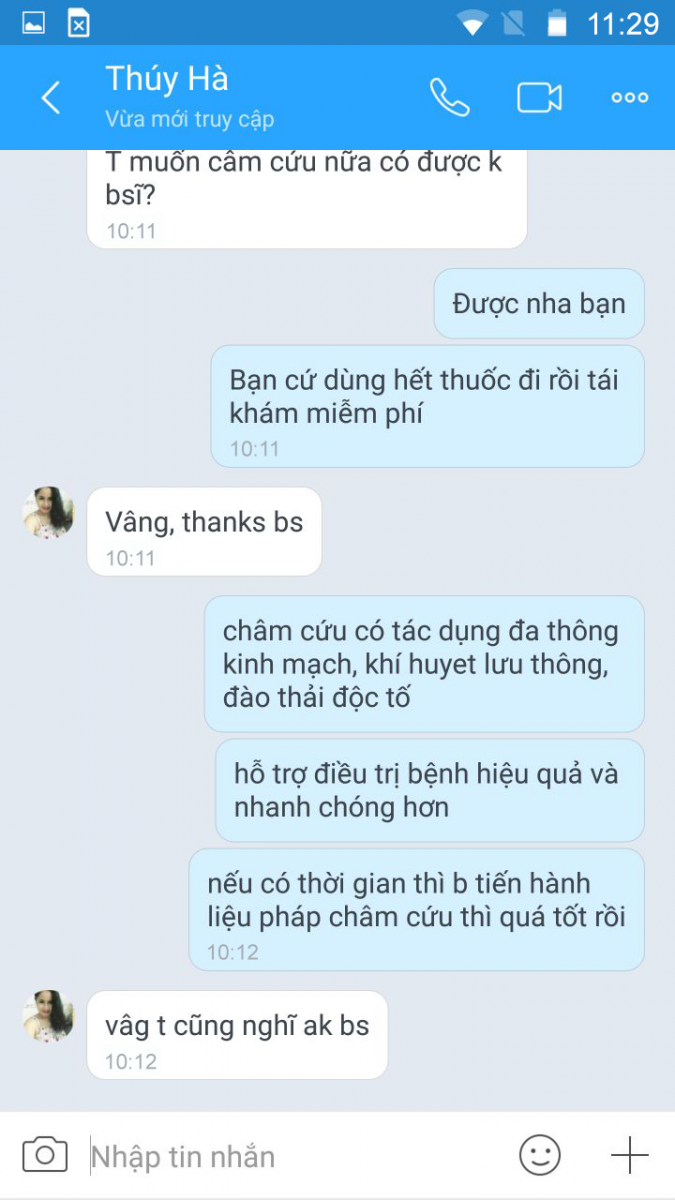 11:29
Thúy Hà
Vừa mới truy cập
T muốn câm cứu nữa có được k
bsĩ?
10:11
Được nha bạn
Bạn cứ dùng hết thuốc đi rồi tái
khám miễm phí
10:11
Vâng, thanks bs
10:11
châm cứu có tác dụng đa thông
kinh mạch, khí huyet lưu thông,
đào thải độc tố
hỗ trợ điều trị bệnh hiệu quả và
nhanh chóng hơn
nếu có thời gian thì b tiến hành
liệu pháp châm cứu thì quá tốt rồi
10:12
vâg t cũng nghĩ ak bs
10:12
Nhập tin nhắn